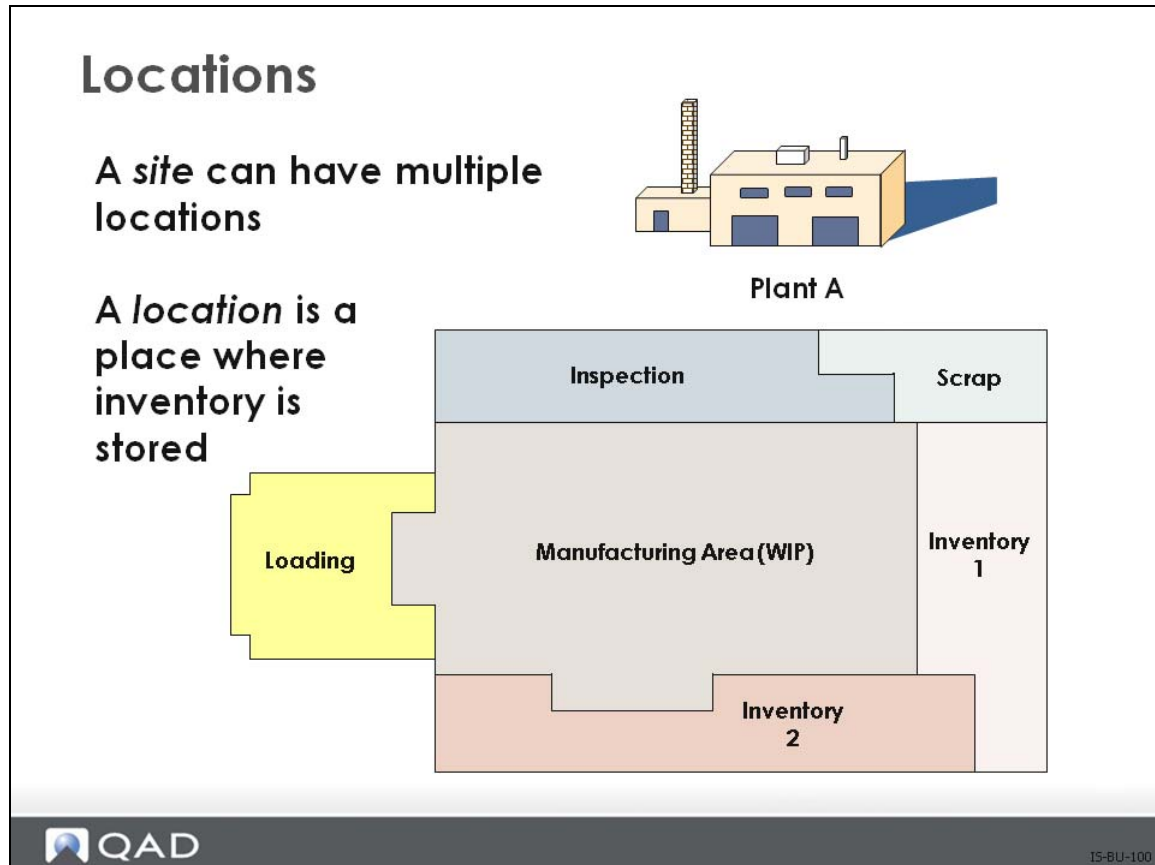 Locations
A site can have multiple
locations
Plant A
A location is a
place where
inventory is
stored
Inspection
Scrap
Loading
Manufacturing Area (WIP)
Inventory
1
Inventory
2
QAD
IS-BU-100